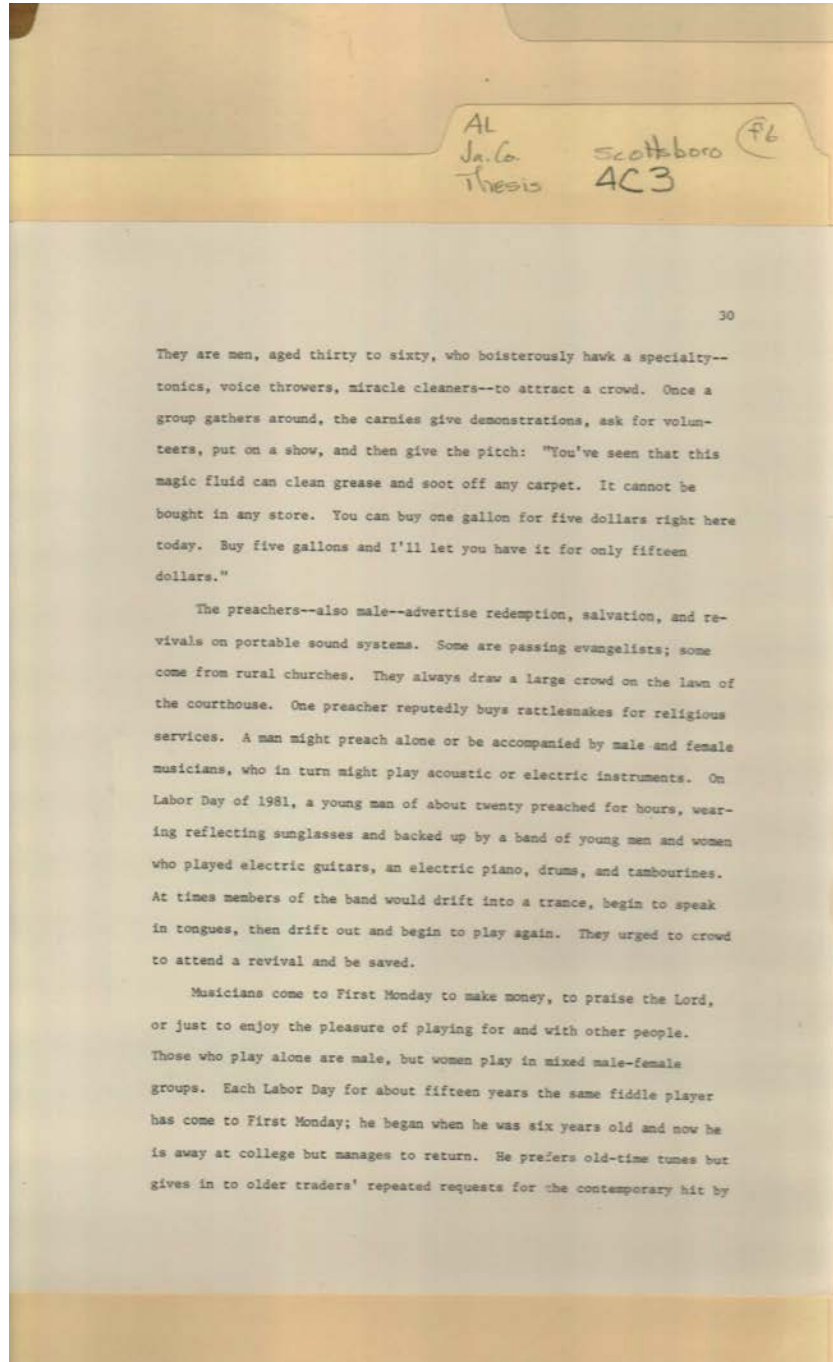 AL
Ja. Co. Scottsboro f6
Thesis 4C3
30
They are men, aged thirty to sixty, who boisterously hawk a specialty--
tonics, voice throwers, miracle cleaners--to attract a crowd. Once a
group gathers around, the carnies give demonstrations, ask for volun-
teers, put on a show, and then give the pitch: "You've seen that this
magic fluid can clean grease and soot off any carpet. It cannot be
bought in any store. You can buy one gallon for five dollars right here
today. Buy five gallons and I'll let you have it for only fifteen
dollars."
The preachers--also male--advertise redemption, salvation, and re-
vivals on portable sound systems. Some are passing evangelists; some
come from rural churches. They always draw a large crowd on the lawn of
the courthouse. One preacher reputedly buys rattlesnakes for religious
services. A man might preach alone or be accompanied by male and female
musicians, who in turn might play acoustic or electric instruments. On
Labor Day of 1981, a young man of about twenty preached for hours, wear-
ing reflecting sunglasses and backed up by a band of young men and women
who played electric guitars, an electric piano, drums, and tambourines.
At times members of the band would drift into a trance, begin to speak
in tongues, then drift out and begin to play again. They urged to crowd
to attend a revival and be saved.
Musicians come to First Monday to make money, to praise the Lord,
or just to enjoy the pleasure of playing for and with other people.
Those who play alone are male, but women play in mixed male-female
groups. Each Labor Day for about fifteen years the same fiddle player
has come to First Monday; he began when he was six years old and now he
is away at college but manages to return. He prefers old-time tunes but
gives in to older traders' repeated requests for the contemporary hit by